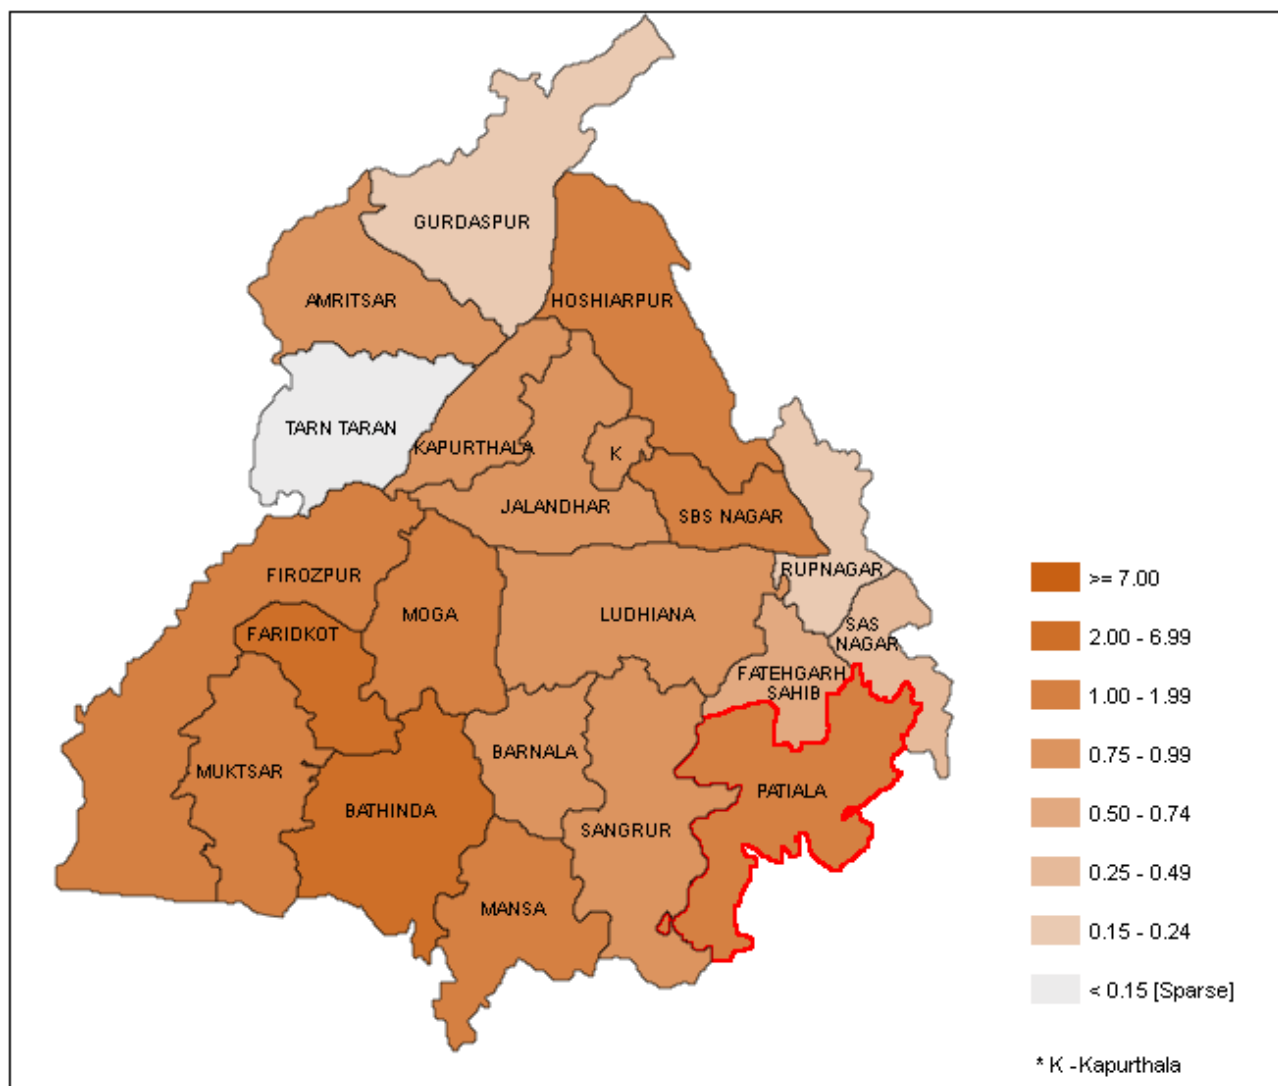 GURDASPUR
AMRITSAR
HOSHIARPUR
TARN TARAN
KAPURTHALA
K
JALANDHAR
SBS NAGAR
FIROZPUR
RUPNAGAR
MOGA
LUDHIANA
FARIDKOT
SAS
NAGAR
FATEHGARH
SAHIB
BARNALA
MUKTSAR
PATIALA
BATHINDA
SANGRUR
MANSA
>= 7.00
2.00 - 6.99
1.00 - 1.99
0.75 - 0.99
0.50 - 0.74
0.25 - 0.49
0.15 - 0.24
< 0.15 [Sparse]
* K -Kapurthala